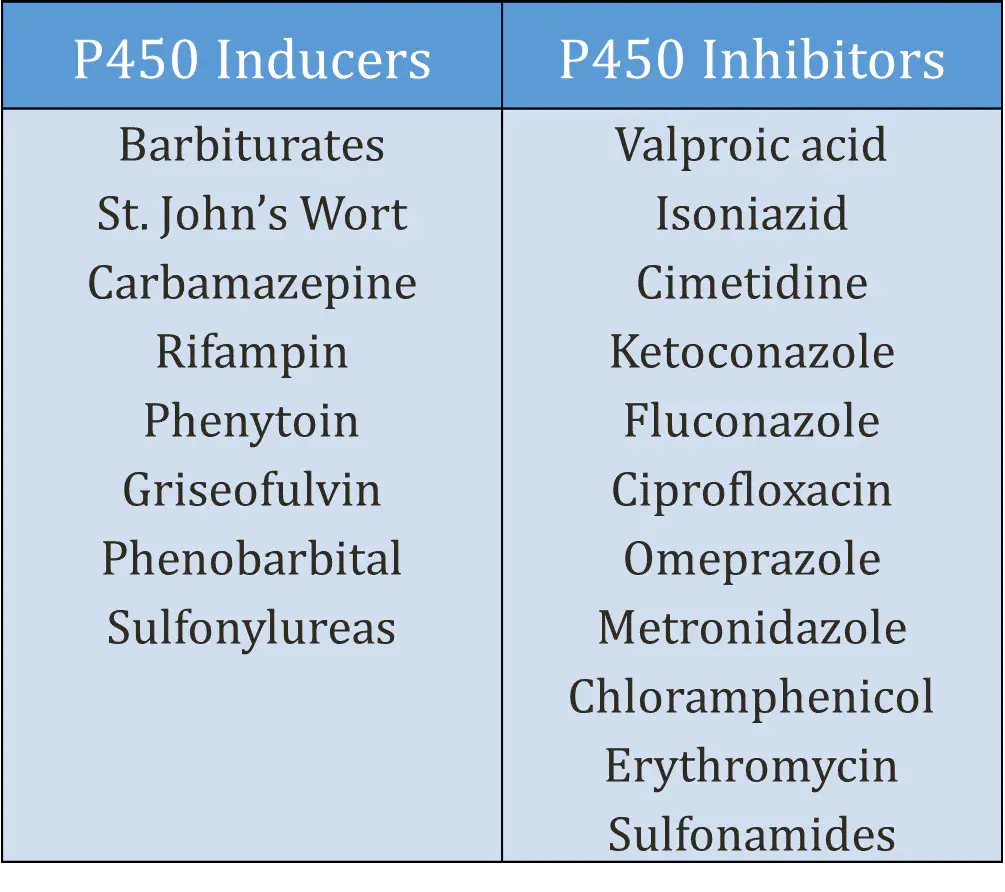 P450 Inducers
P450 Inhibitors
Barbiturates
Valproic acid
St. John’s Wort
Isoniazid
Carbamazepine
Cimetidine
Rifampin
Ketoconazole
Phenytoin
Fluconazole
Griseofulvin
Ciprofloxacin
Phenobarbital
Omeprazole
Sulfonylureas
Metronidazole
Chloramphenicol
Erythromycin
Sulfonamides